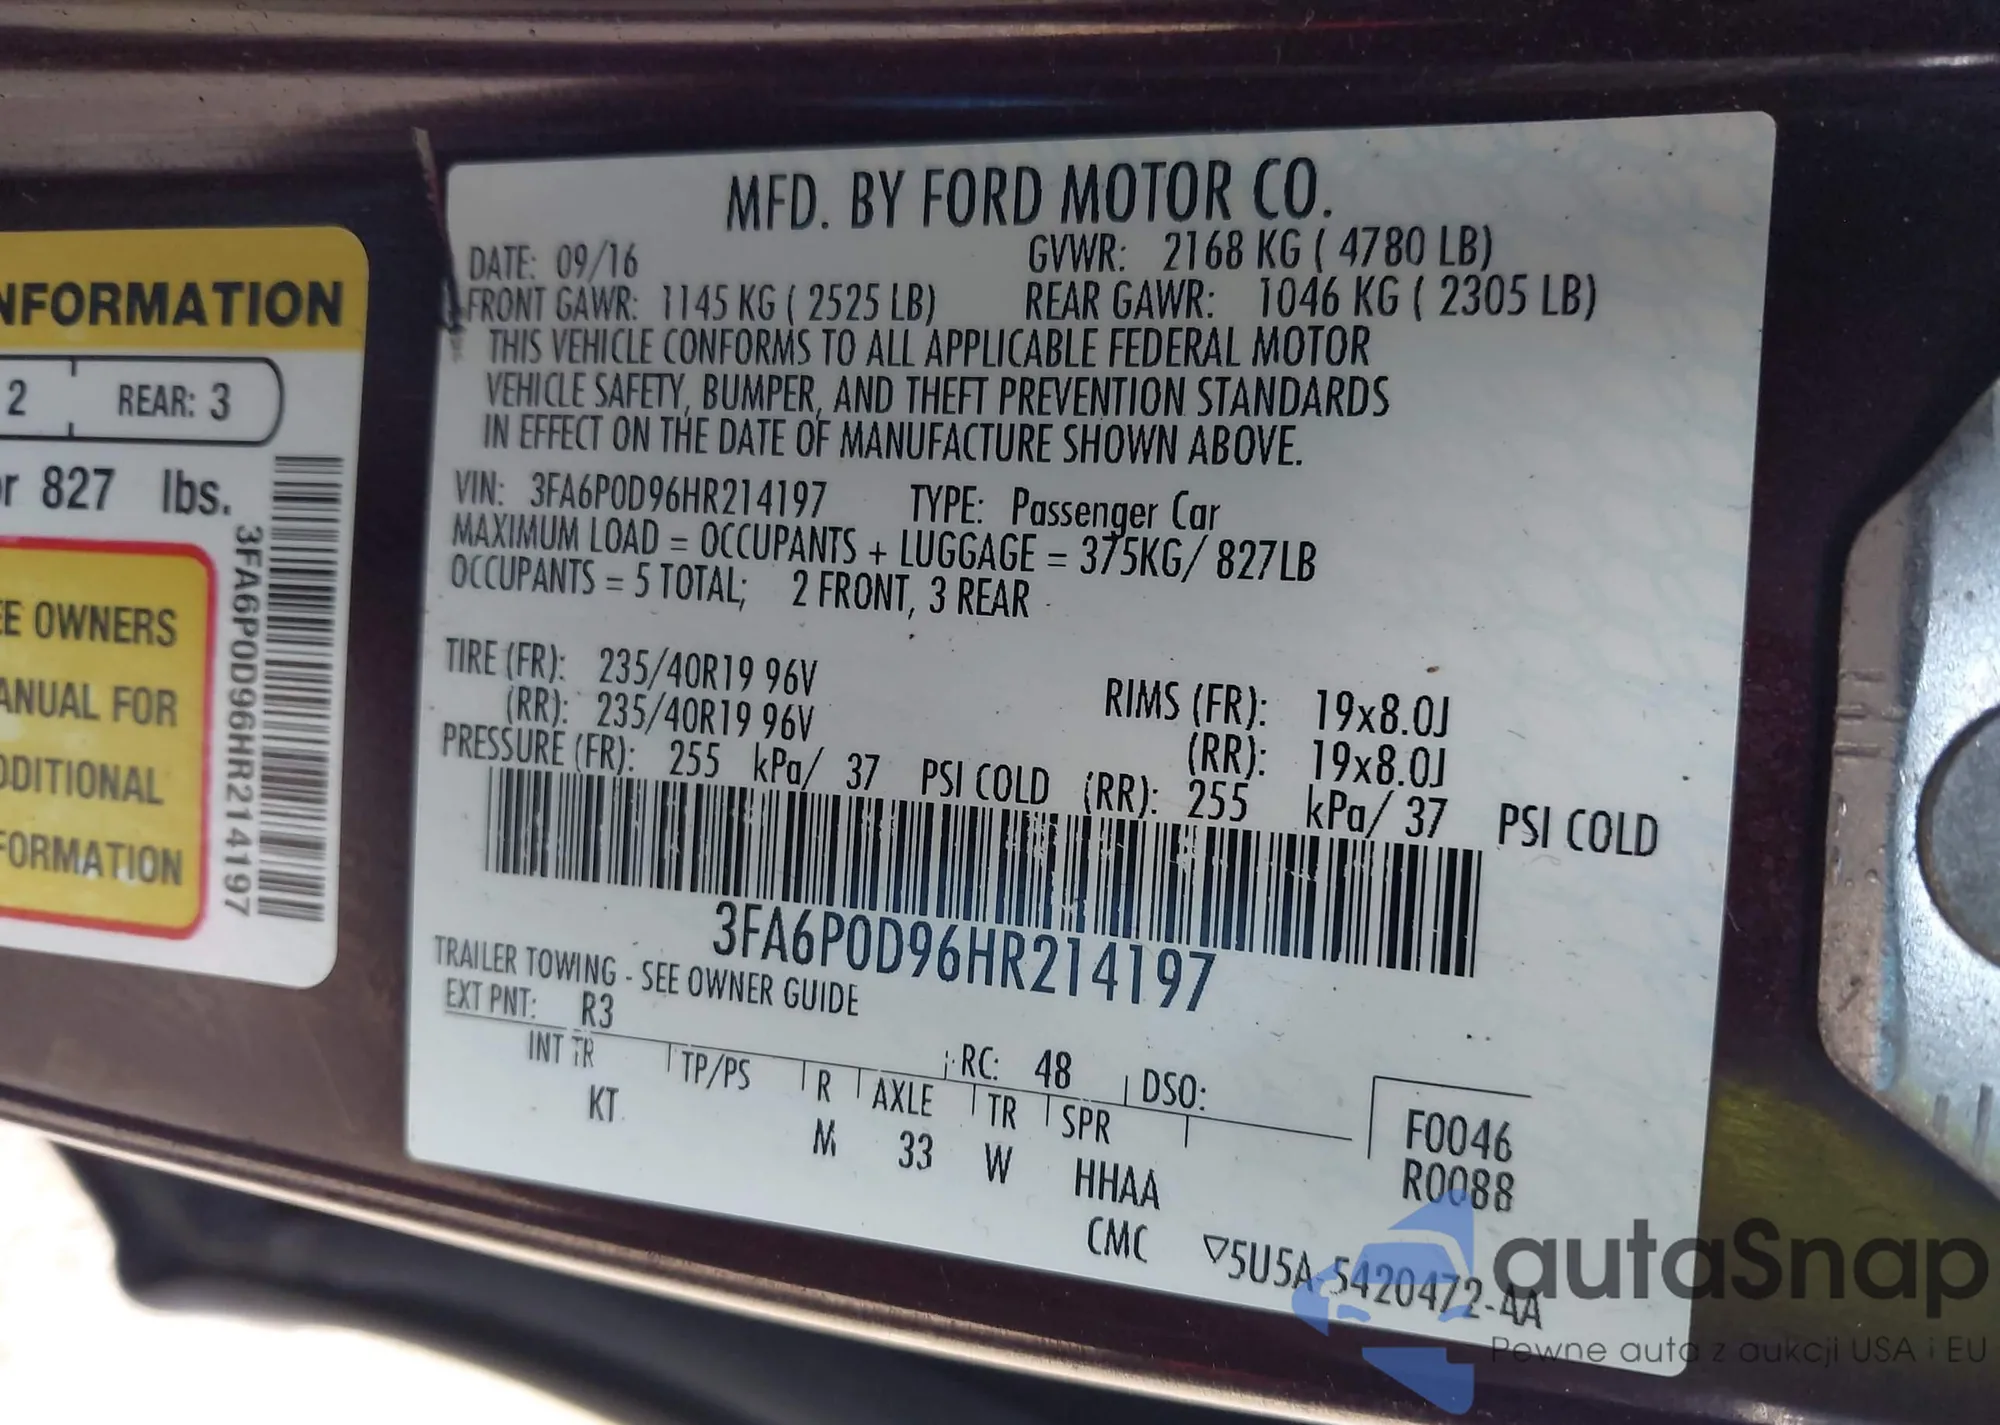 NFORMATION
2 REAR: 3
or 827 lbs.
EE OWNERS
ANUAL FOR
DDITIONAL
FORMATION
3FA6P0D96HR214197
MFD. BY FORD MOTOR CO.
DATE: 09/16 GVWR: 2168 KG ( 4780 LB)
FRONT GAWR: 1145 KG ( 2525 LB) REAR GAWR: 1046 KG ( 2305 LB)
THIS VEHICLE CONFORMS TO ALL APPLICABLE FEDERAL MOTOR
VEHICLE SAFETY, BUMPER, AND THEFT PREVENTION STANDARDS
IN EFFECT ON THE DATE OF MANUFACTURE SHOWN ABOVE.
VIN: 3FA6P0D96HR214197 TYPE: Passenger Car
MAXIMUM LOAD = OCCUPANTS + LUGGAGE = 375KG/ 827LB
OCCUPANTS = 5 TOTAL; 2 FRONT, 3 REAR
TIRE (FR): 235/40R19 96V RIMS (FR): 19x8.0J
(RR): 235/40R19 96V (RR): 19x8.0J
PRESSURE (FR): 255 kPa/ 37 PSI COLD (RR): 255 kPa/ 37 PSI COLD
3FA6P0D96HR214197
TRAILER TOWING - SEE OWNER GUIDE
EXT PNT: R3 RC: 48 DSO:
INT TR TP/PS R AXLE TR SPR F0046
KT M 33 W HHAA R0088
CMC ▽5U5A-5420472-AA
autaSnap
Pewne auta z aukcji USA i EU